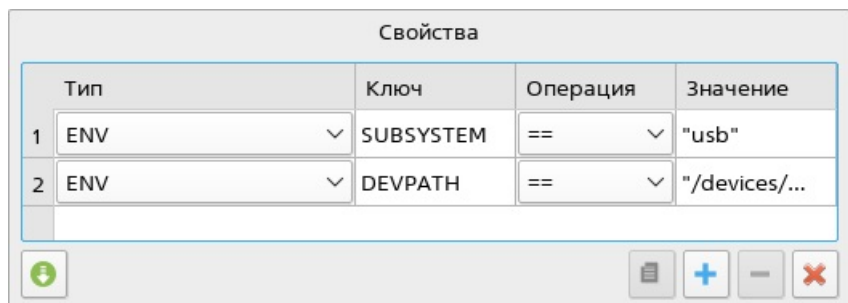 Свойства
Тип Ключ Операция Значение
1 ENV SUBSYSTEM == "usb"
2 ENV DEVPATH == "/devices/...